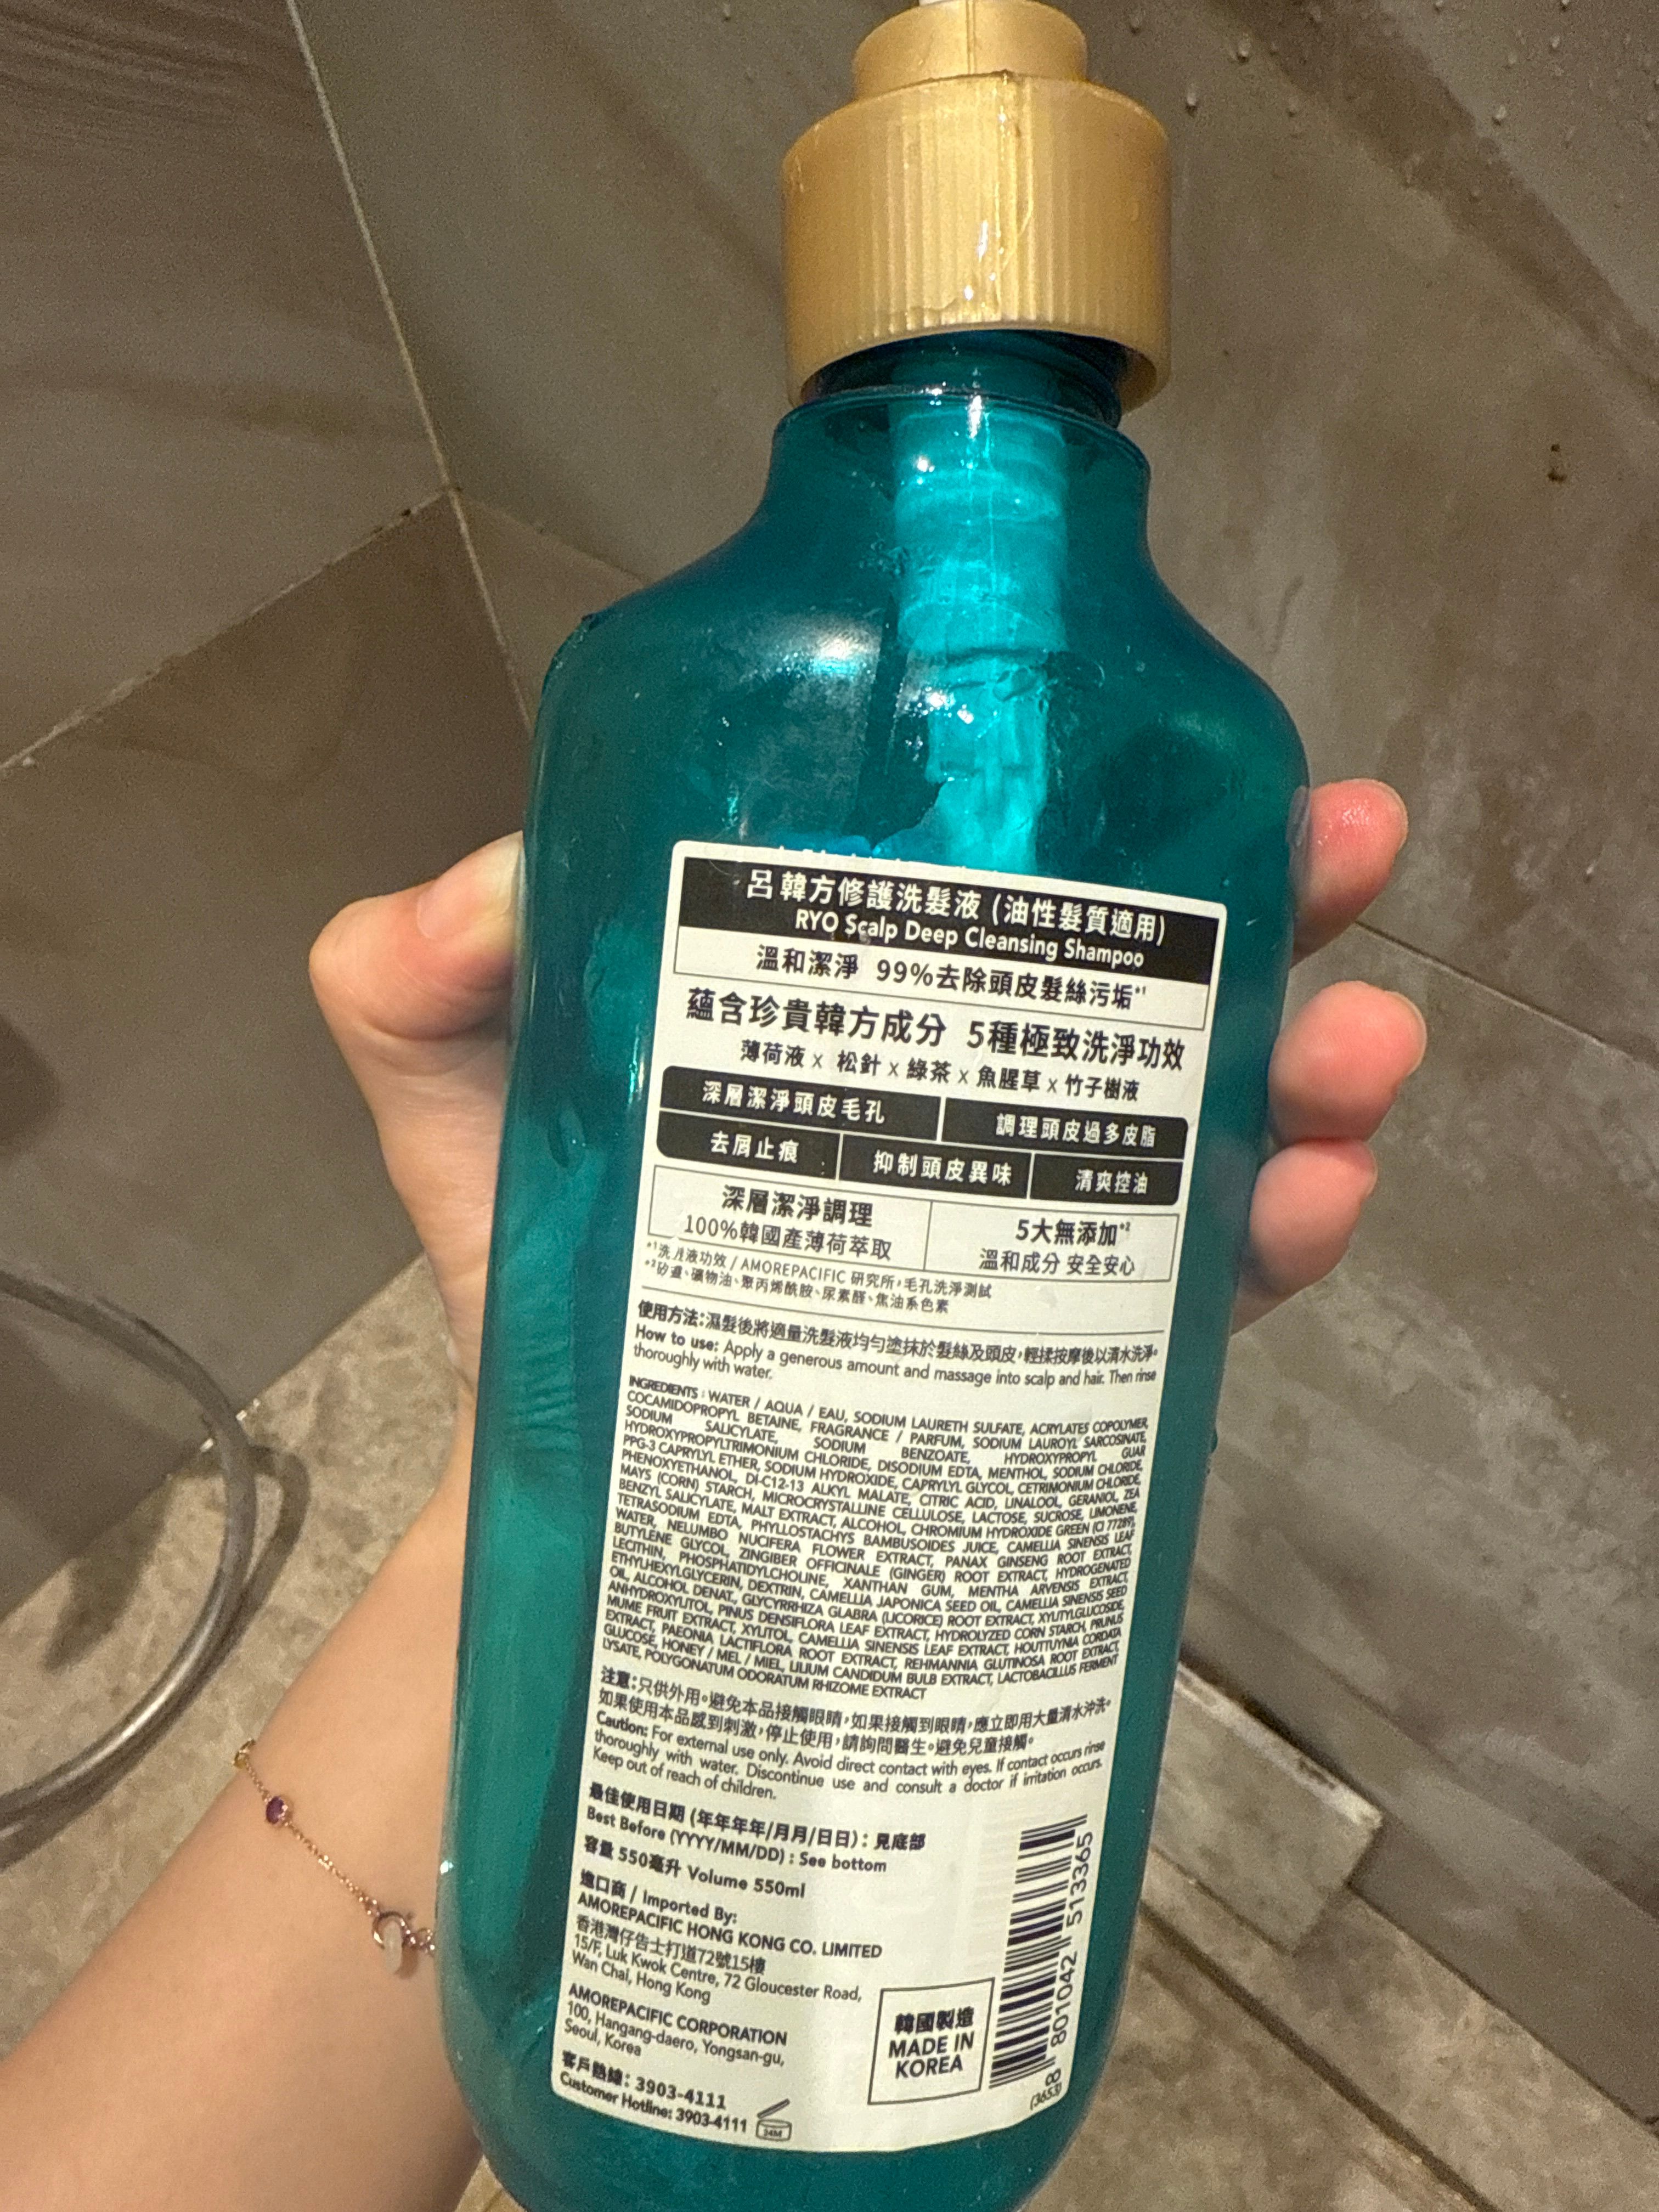 呂 韓方修護洗髮液 (油性髮質適用)
RYO Scalp Deep Cleansing Shampoo
溫和潔淨 99%去除頭皮髮絲污垢*1
蘊含珍貴韓方成分 5種極致洗淨功效
薄荷液 x 松針 x 綠茶 x 魚腥草 x 竹子樹液
深層潔淨頭皮毛孔 調理頭皮過多皮脂
去屑止痕 抑制頭皮異味 清爽控油
深層潔淨調理 5大無添加*2
100%韓國產薄荷萃取 溫和成分 安全安心
*1洗 液功效 / AMOREPACIFIC 研究所,毛孔洗淨測試
*2矽靈、礦物油、聚丙烯酰胺、尿素醛、焦油系色素
使用方法:濕髮後將適量洗髮液均勻塗抹於髮絲及頭皮,輕揉按摩後以清水洗淨。
How to use: Apply a generous amount and massage into scalp and hair. Then rinse
thoroughly with water.
INGREDIENTS : WATER / AQUA / EAU, SODIUM LAURETH SULFATE, ACRYLATES COPOLYMER,
COCAMIDOPROPYL BETAINE, FRAGRANCE / PARFUM, SODIUM LAUROYL SARCOSINATE,
SODIUM SALICYLATE, SODIUM BENZOATE, HYDROXYPROPYL GUAR
HYDROXYPROPYLTRIMONIUM CHLORIDE, DISODIUM EDTA, MENTHOL, SODIUM CHLORIDE,
PPG-3 CAPRYLYL ETHER, SODIUM HYDROXIDE, CAPRYLYL GLYCOL, CETRIMONIUM CHLORIDE,
PHENOXYETHANOL, DI-C12-13 ALKYL MALATE, CITRIC ACID, LINALOOL, GERANIOL, ZEA
MAYS (CORN) STARCH, MICROCRYSTALLINE CELLULOSE, LACTOSE, SUCROSE, LIMONENE,
BENZYL SALICYLATE, MALT EXTRACT, ALCOHOL, CHROMIUM HYDROXIDE GREEN (CI 77289),
TETRASODIUM EDTA, PHYLLOSTACHYS BAMBUSOIDES JUICE, CAMELLIA SINENSIS LEAF
WATER, NELUMBO NUCIFERA FLOWER EXTRACT, PANAX GINSENG ROOT EXTRACT,
BUTYLENE GLYCOL, ZINGIBER OFFICINALE (GINGER) ROOT EXTRACT, HYDROGENATED
LECITHIN, PHOSPHATIDYLCHOLINE, XANTHAN GUM, MENTHA ARVENSIS EXTRACT,
ETHYLHEXYLGLYCERIN, DEXTRIN, CAMELLIA JAPONICA SEED OIL, CAMELLIA SINENSIS SEED
OIL, ALCOHOL DENAT., GLYCYRRHIZA GLABRA (LICORICE) ROOT EXTRACT, XYLITYLGLUCOSIDE,
ANHYDROXYLITOL, PINUS DENSIFLORA LEAF EXTRACT, HYDROLYZED CORN STARCH, PRUNUS
MUME FRUIT EXTRACT, XYLITOL, CAMELLIA SINENSIS LEAF EXTRACT, HOUTTUYNIA CORDATA
EXTRACT, PAEONIA LACTIFLORA ROOT EXTRACT, REHMANNIA GLUTINOSA ROOT EXTRACT,
GLUCOSE, HONEY / MEL / MIEL, LILIUM CANDIDUM BULB EXTRACT, LACTOBACILLUS FERMENT
LYSATE, POLYGONATUM ODORATUM RHIZOME EXTRACT
注意:只供外用。避免本品接觸眼睛,如果接觸到眼睛,應立即用大量清水沖洗。
如果使用本品感到刺激,停止使用,請詢問醫生。避免兒童接觸。
Caution: For external use only. Avoid direct contact with eyes. If contact occurs rinse
thoroughly with water. Discontinue use and consult a doctor if irritation occurs.
Keep out of reach of children.
最佳使用日期 (年年年年/月月/日日) : 見底部
Best Before (YYYY/MM/DD) : See bottom
容量 550毫升 Volume 550ml
進口商 / Imported By:
AMOREPACIFIC HONG KONG CO. LIMITED
香港灣仔告士打道72號15樓
15/F, Luk Kwok Centre, 72 Gloucester Road,
Wan Chai, Hong Kong
AMOREPACIFIC CORPORATION
100, Hangang-daero, Yongsan-gu,
Seoul, Korea
客戶熱線: 3903-4111
Customer Hotline: 3903-4111
24M
韓國製造
MADE IN
KOREA
8 801042 513365
(3653)